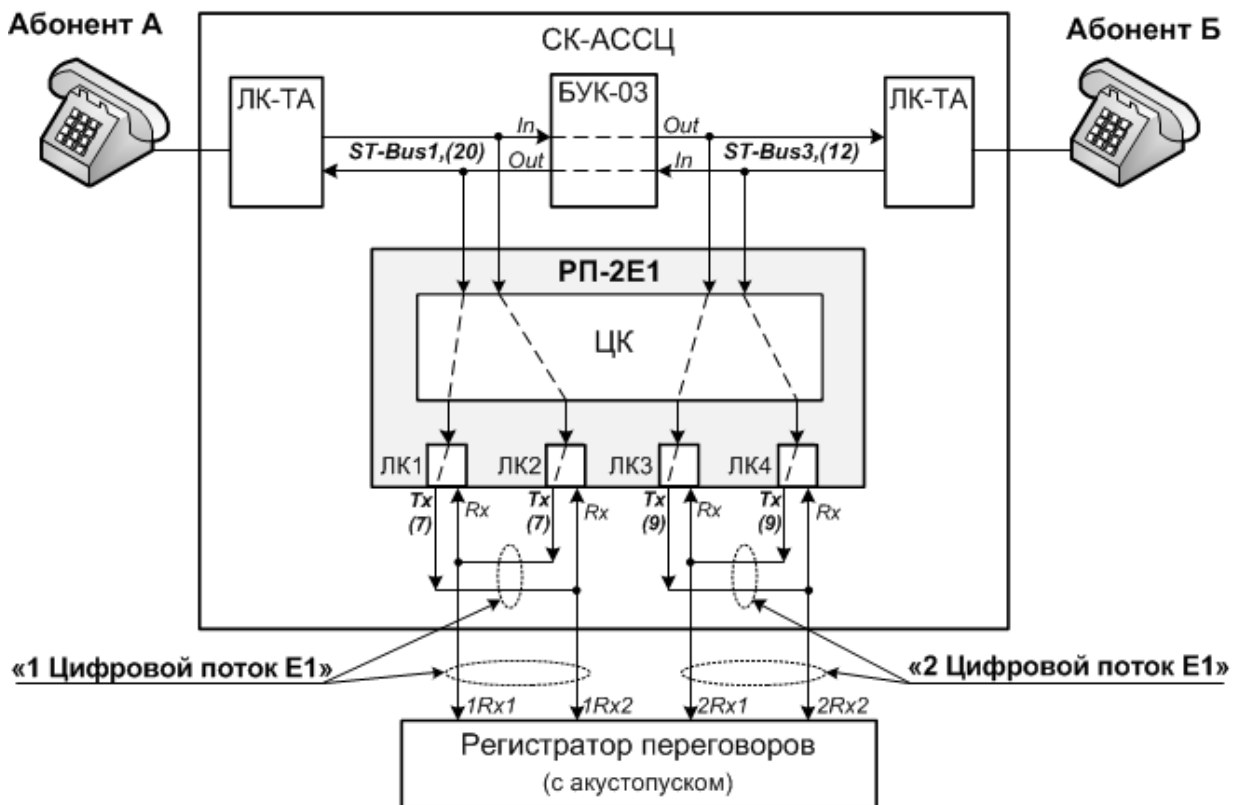 Абонент А
СК-АССЦ
Абонент Б
ЛК-ТА
БУК-03
ЛК-ТА
In
Out
ST-Bus1,(20)
Out
In
ST-Bus3,(12)
РП-2Е1
ЦК
ЛК1
ЛК2
ЛК3
ЛК4
Tx
(7)
Rx
Tx
(7)
Rx
Tx
(9)
Rx
Tx
(9)
Rx
«1 Цифровой поток Е1»
«2 Цифровой поток Е1»
1Rx1
1Rx2
2Rx1
2Rx2
Регистратор переговоров
(с акустопуском)